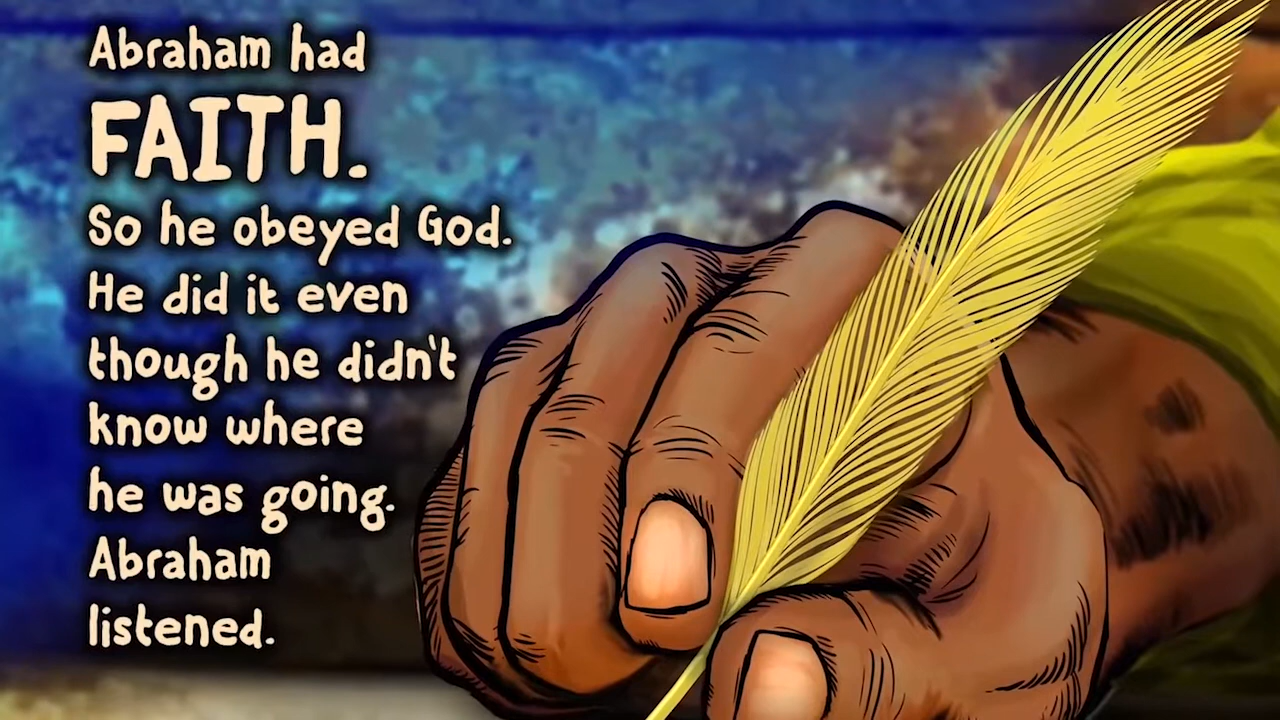 Abraham had
FAITH.
So he obeyed God.
He did it even
though he didn't
know where
he was going.
Abraham
listened.